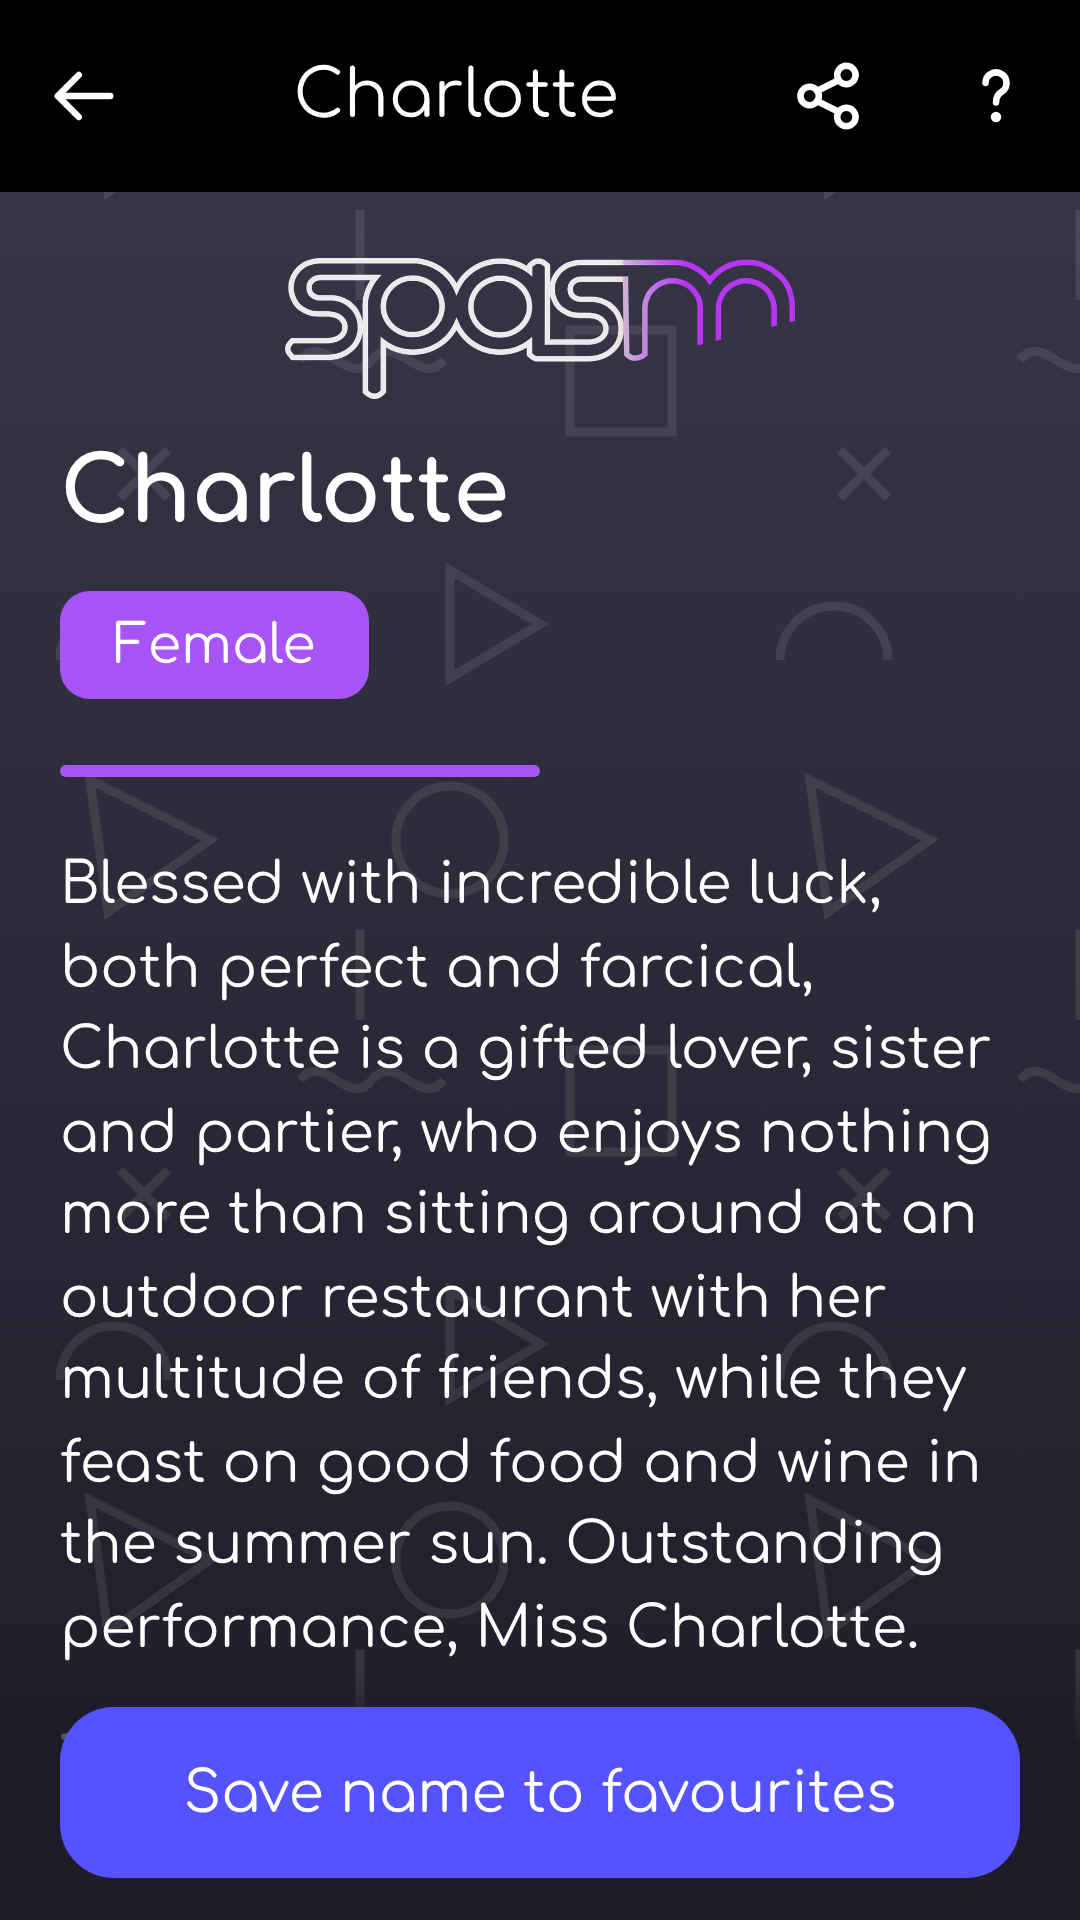 Charlotte
?
spasm
Charlotte
Female
Blessed with incredible luck,
both perfect and farcical,
Charlotte is a gifted lover, sister
and partier, who enjoys nothing
more than sitting around at an
outdoor restaurant with her
multitude of friends, while they
feast on good food and wine in
the summer sun. Outstanding
performance, Miss Charlotte.
Save name to favourites